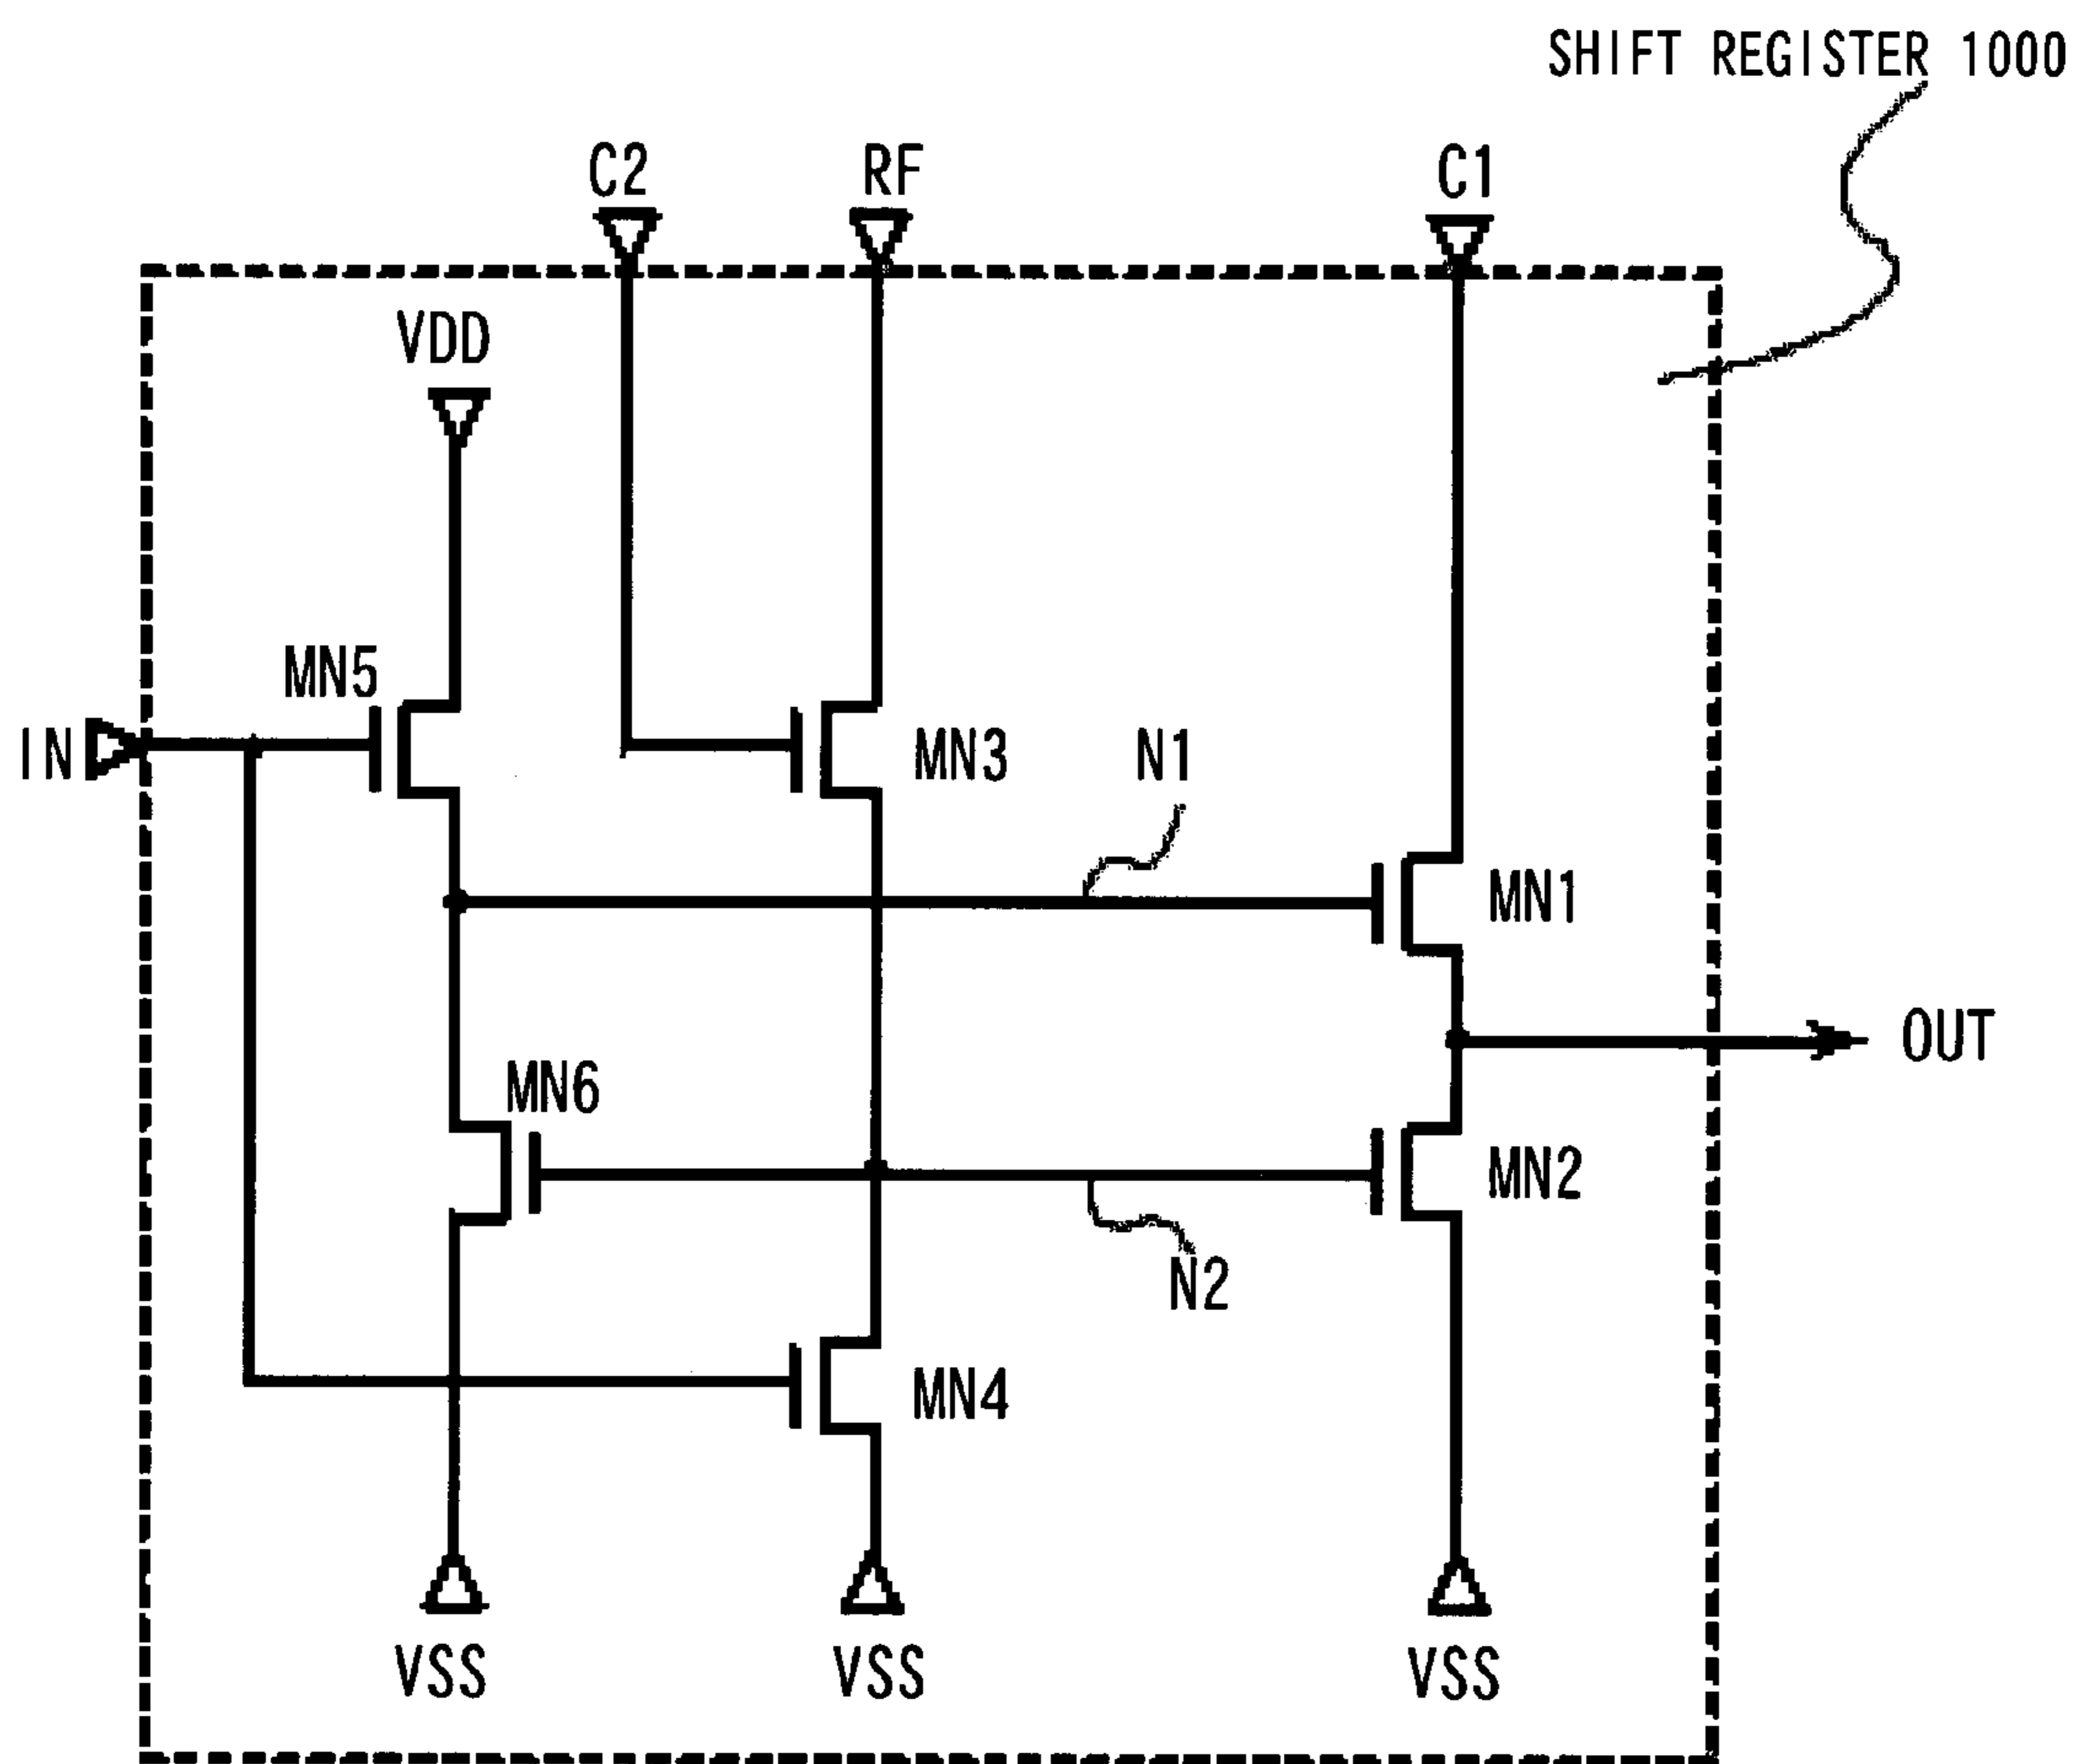 SHIFT REGISTER 1000
C2
RF
C1
VDD
MN5
IN
MN3
N1
MN1
OUT
MN6
MN2
N2
MN4
VSS
VSS
VSS